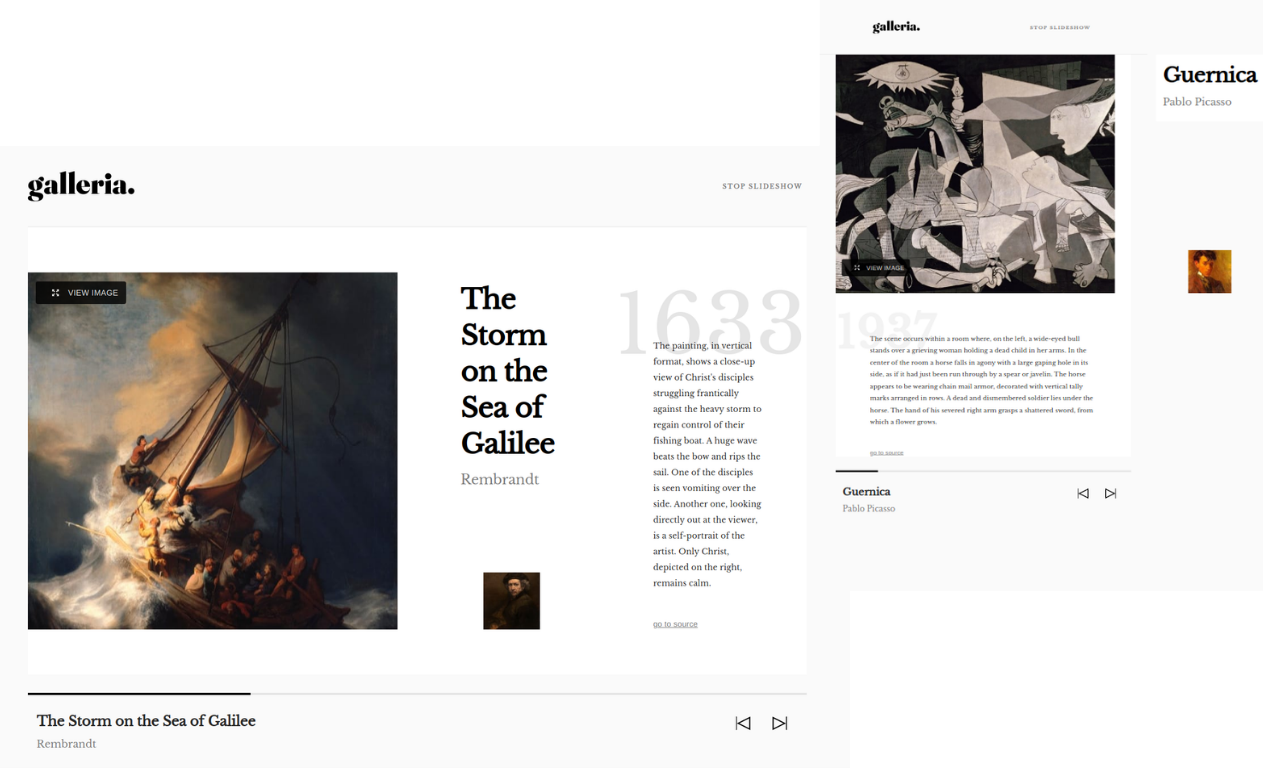 galleria.
STOP SLIDESHOW
VIEW IMAGE
The
Storm
on the
Sea of
Galilee
Rembrandt
1633
The painting, in vertical
format, shows a close-up
view of Christ's disciples
struggling frantically
against the heavy storm to
regain control of their
fishing boat. A huge wave
beats the bow and rips the
sail. One of the disciples
is seen vomiting over the
side. Another one, looking
directly out at the viewer,
is a self-portrait of the
artist. Only Christ,
depicted on the right,
remains calm.
go to source
The Storm on the Sea of Galilee
Rembrandt
galleria.
STOP SLIDESHOW
VIEW IMAGE
Guernica
Pablo Picasso
1937
The scene occurs within a room where, on the left, a wide-eyed bull
stands over a grieving woman holding a dead child in her arms. In the
center of the room a horse falls in agony with a large gaping hole in its
side, as if it had just been run through by a spear or javelin. The horse
appears to be wearing chain mail armor, decorated with vertical tally
marks arranged in rows. A dead and dismembered soldier lies under the
horse. The hand of his severed right arm grasps a shattered sword, from
which a flower grows.
go to source
Guernica
Pablo Picasso